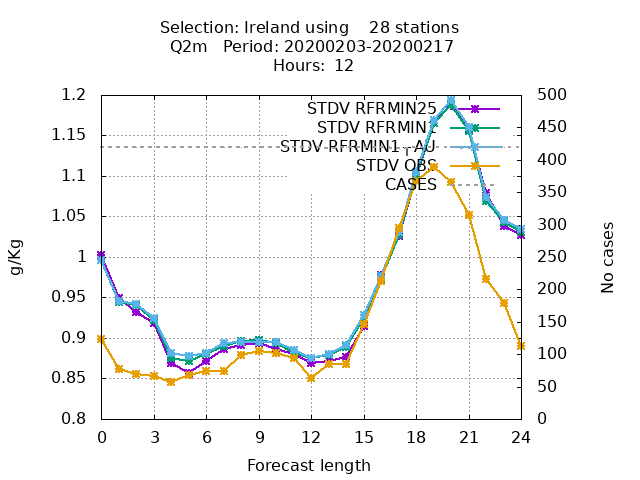 Selection: Ireland using 28 stations
Q2m Period: 20200203-20200217
Hours: 12
1.2
1.15
1.1
1.05
1
0.95
0.9
0.85
0.8
g/Kg
STDV RFRMIN25
STDV RFRMIN1
STDV RFRMIN1_AU
STDV OBS
CASES
500
450
400
350
300
250
200
150
100
50
0
No cases
0 3 6 9 12 15 18 21 24
Forecast length